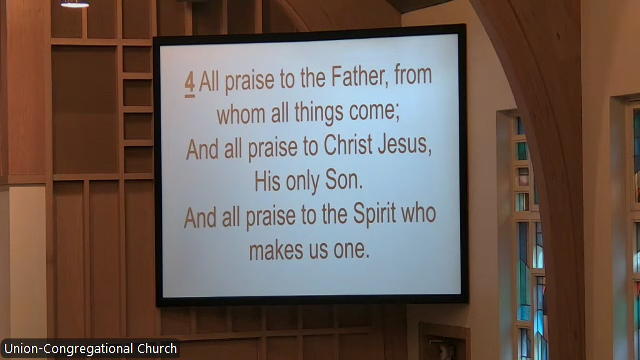 4 All praise to the Father, from
whom all things come;
And all praise to Christ Jesus,
His only Son.
And all praise to the Spirit who
makes us one.
Union-Congregational Church